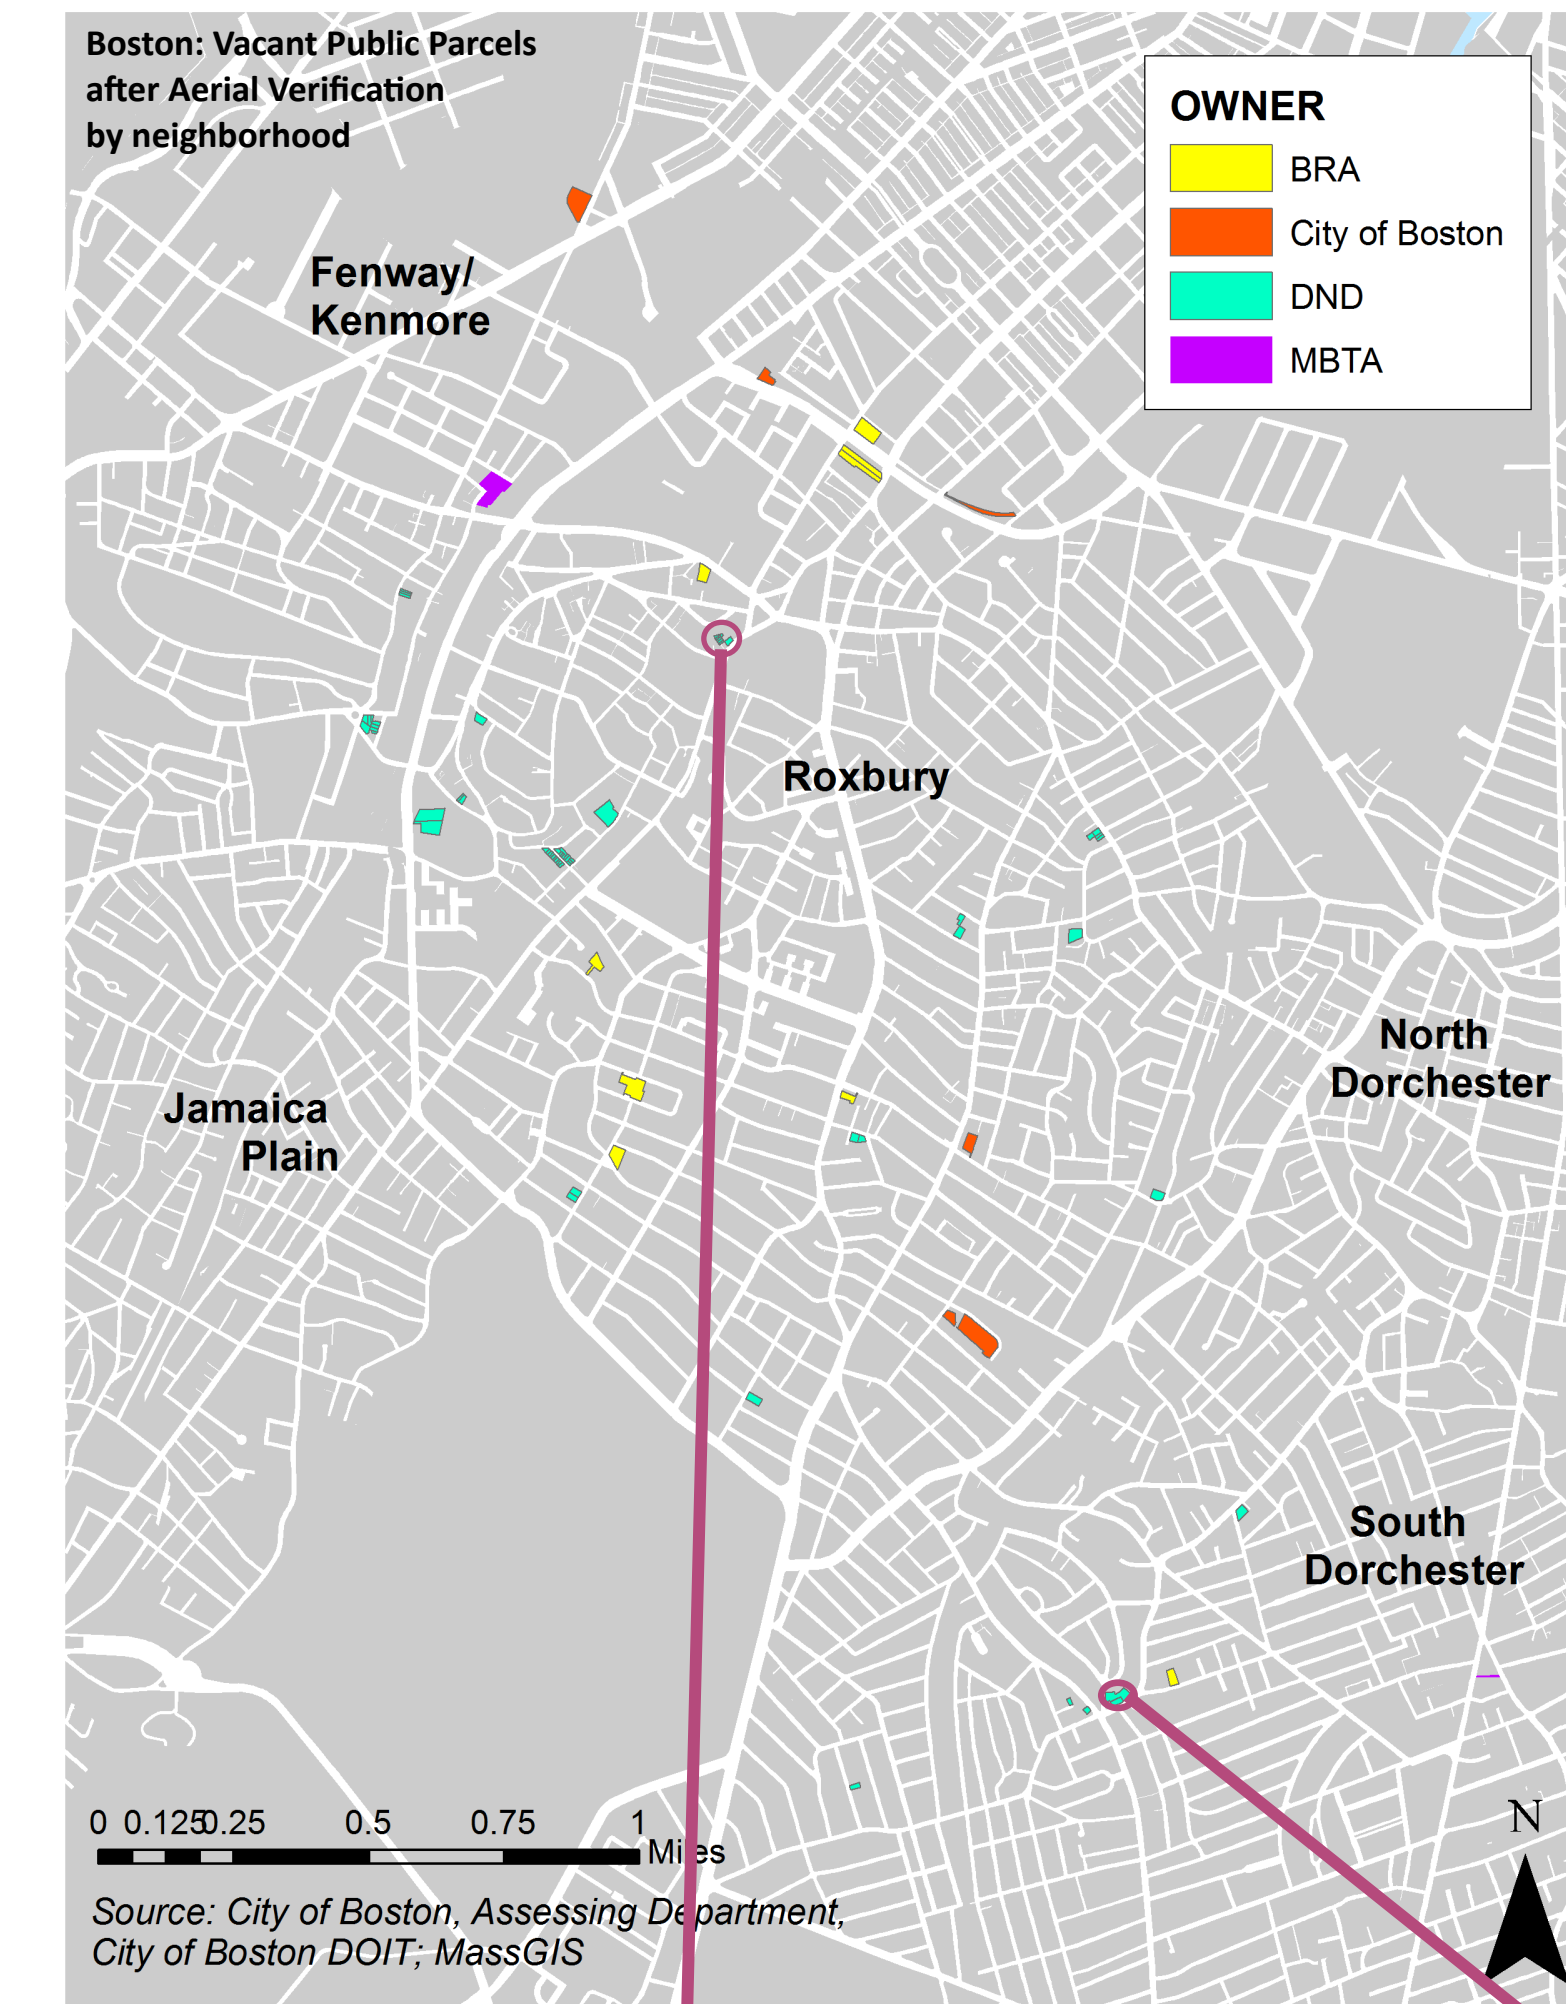 Boston: Vacant Public Parcels
after Aerial Verification
by neighborhood
OWNER
BRA
City of Boston
DND
MBTA
Fenway/
Kenmore
Roxbury
North
Dorchester
Jamaica
Plain
South
Dorchester
N
0 0.125 0.25 0.5 0.75 1
Miles
Source: City of Boston, Assessing Department,
City of Boston DOIT; MassGIS